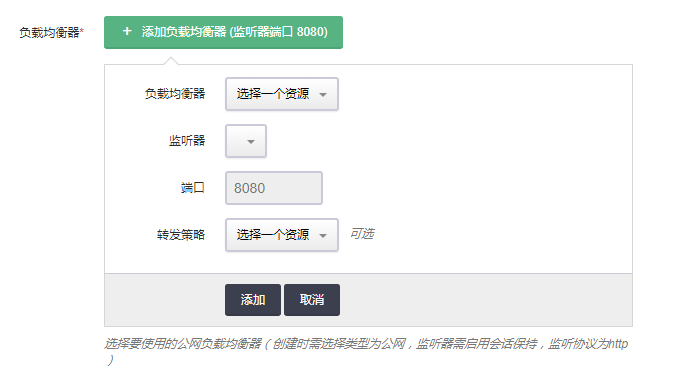 负载均衡器*
+ 添加负载均衡器 (监听器端口 8080)
负载均衡器 选择一个资源
监听器
端口 8080
转发策略 选择一个资源 可选
添加 取消
选择要使用的公网负载均衡器（创建时需选择类型为公网，监听器需启用会话保持，监听协议为http
）